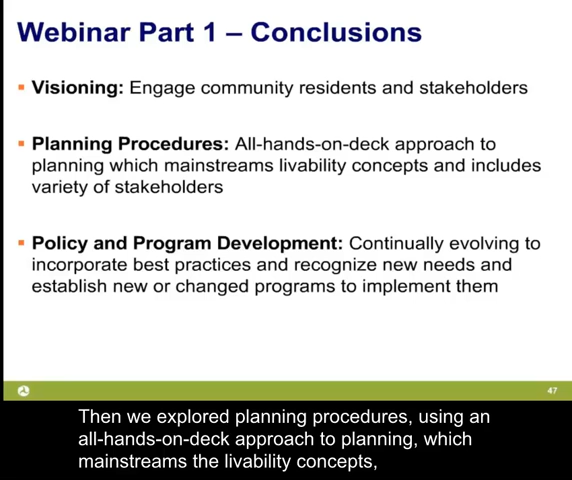 Webinar Part 1 – Conclusions
Visioning: Engage community residents and stakeholders
Planning Procedures: All-hands-on-deck approach to
planning which mainstreams livability concepts and includes
variety of stakeholders
Policy and Program Development: Continually evolving to
incorporate best practices and recognize new needs and
establish new or changed programs to implement them
47
Then we explored planning procedures, using an
all-hands-on-deck approach to planning, which
mainstreams the livability concepts,